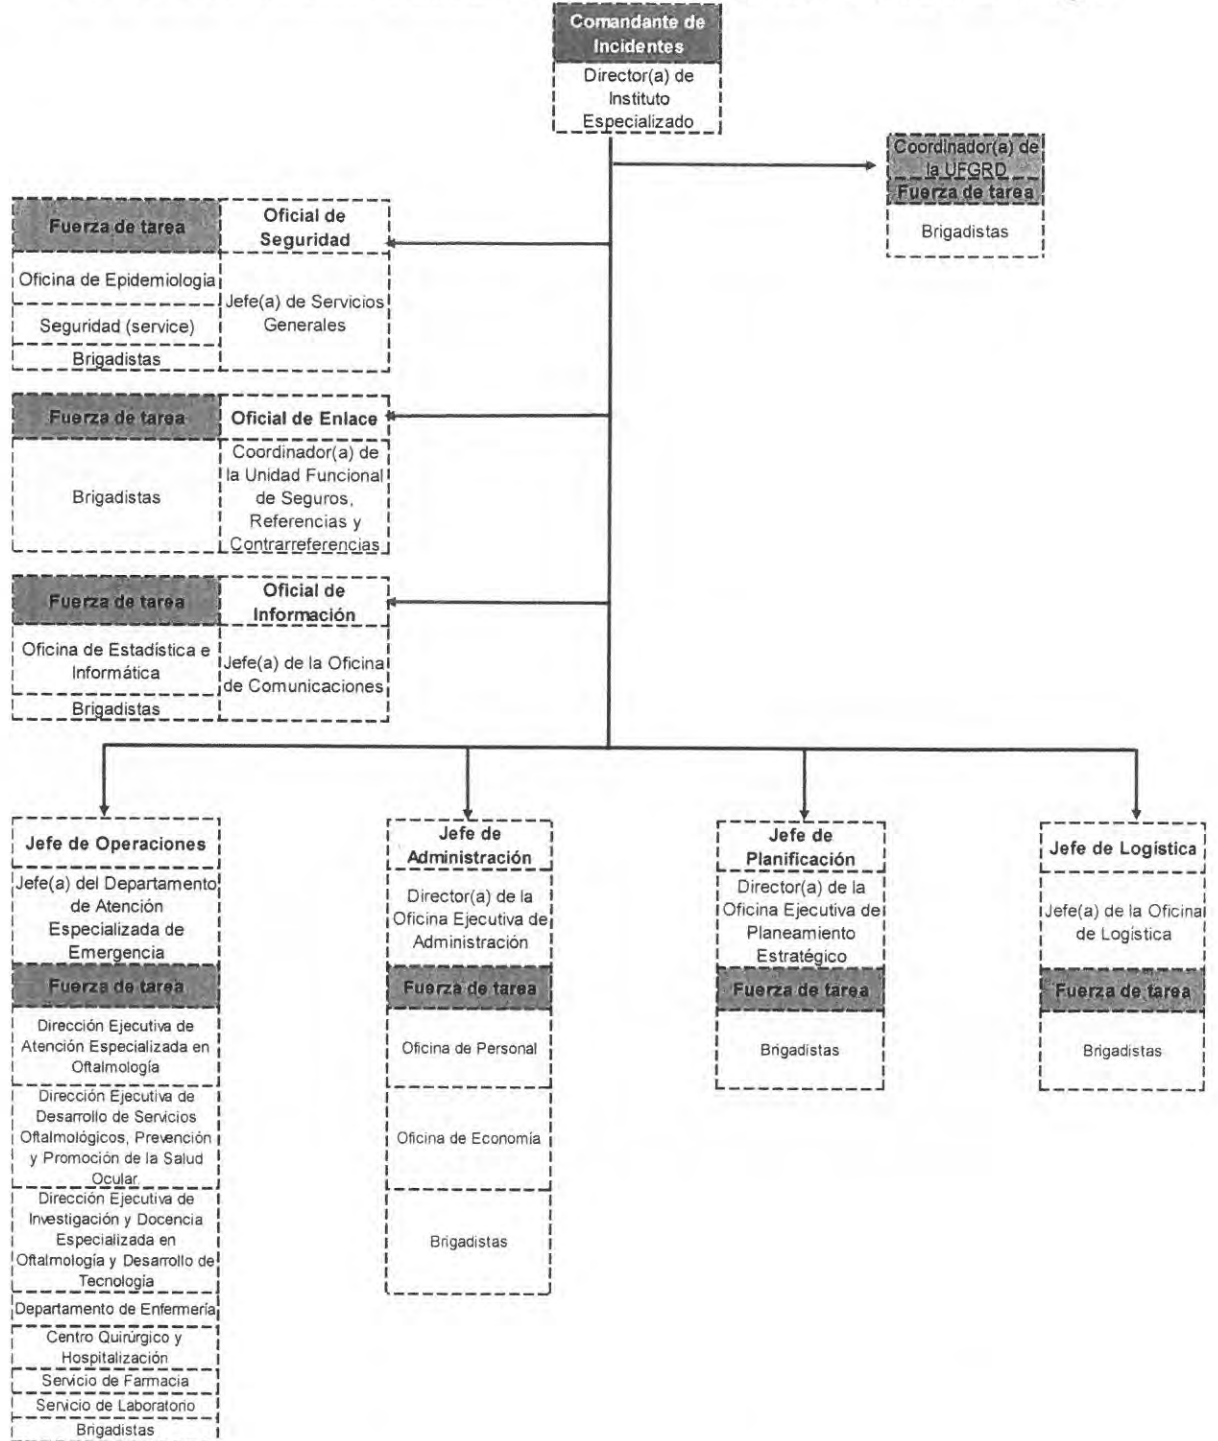 Comandante de
Incidentes
Director(a) de
Instituto
Especializado
Coordinador(a) de
la UFGRD
Fuerza de tarea
Brigadistas
Fuerza de tarea
Oficina de Epidemiologia
Seguridad (service)
Brigadistas
Oficial de
Seguridad
Jefe(a) de Servicios
Generales
Fuerza de tarea
Brigadistas
Oficial de Enlace
Coordinador(a) de
la Unidad Funcional
de Seguros,
Referencias y
Contrarreferencias
Fuerza de tarea
Oficina de Estadística e
Informática
Brigadistas
Oficial de
Información
Jefe(a) de la Oficina
de Comunicaciones
Jefe de Operaciones
Jefe(a) del Departamento
de Atención
Especializada de
Emergencia
Fuerza de tarea
Dirección Ejecutiva de
Atención Especializada en
Oftalmología
Dirección Ejecutiva de
Desarrollo de Servicios
Oftalmológicos, Prevención
y Promoción de la Salud
Ocular
Dirección Ejecutiva de
Investigación y Docencia
Especializada en
Oftalmología y Desarrollo de
Tecnología
Departamento de Enfermería
Centro Quirúrgico y
Hospitalización
Servicio de Farmacia
Servicio de Laboratorio
Brigadistas
Jefe de
Administración
Director(a) de la
Oficina Ejecutiva de
Administración
Fuerza de tarea
Oficina de Personal
Oficina de Economía
Brigadistas
Jefe de
Planificación
Director(a) de la
Oficina Ejecutiva de
Planeamiento
Estratégico
Fuerza de tarea
Brigadistas
Jefe de Logística
Jefe(a) de la Oficina
de Logística
Fuerza de tarea
Brigadistas